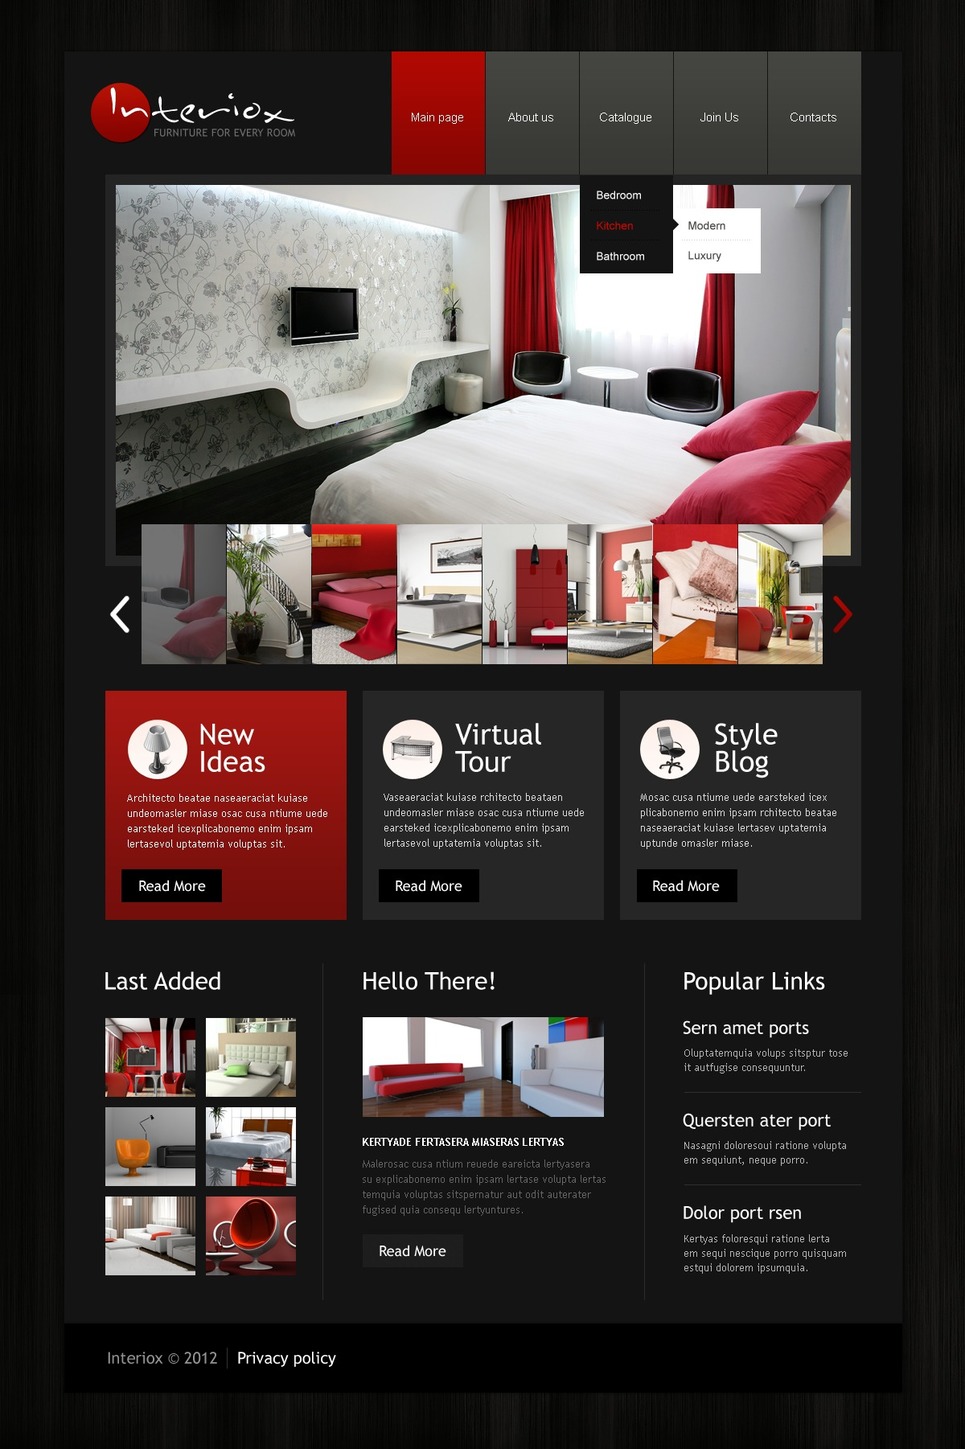 Interiox
FURNITURE FOR EVERY ROOM
Main page
About us
Catalogue
Join Us
Contacts
Bedroom
Kitchen
Bathroom
Modern
Luxury
New
Ideas
Architecto beatae naseaeraciat kuiase
undeomasler miase osac cusa ntiume uede
earsteked icexplicabonemo enim ipsam
lertasevol uptatemia voluptas sit.
Read More
Virtual
Tour
Vaseaeraciat kuiase rchitecto beataen
undeomasler miase osac cusa ntiume uede
earsteked icexplicabonemo enim ipsam
lertasevol uptatemia voluptas sit.
Read More
Style
Blog
Mosac cusa ntiume uede earsteked icex
plicabonemo enim ipsam rchitecto beatae
naseaeraciat kuiase lertasev uptatemia
uptunde omasler miase.
Read More
Last Added
Hello There!
KERTYADE FERTASERA MIASERAS LERTYAS
Malerosac cusa ntium reuede eareicta lertyasera
su explicabonemo enim ipsam lertase volupta lertas
temquia voluptas sitspernatur aut odit auterater
fugised quia consequ lertyuntures.
Read More
Popular Links
Sern amet ports
Oluptatemquia volups sitsptur tose
it autfugise consequuntur.
Quersten ater port
Nasagni doloresoui ratione volupta
em sequiunt, neque porro.
Dolor port rsen
Kertyas foloresqui ratione lerta
em sequi nescique porro quisquam
estqui dolorem ipsumquia.
Interiox © 2012
Privacy policy